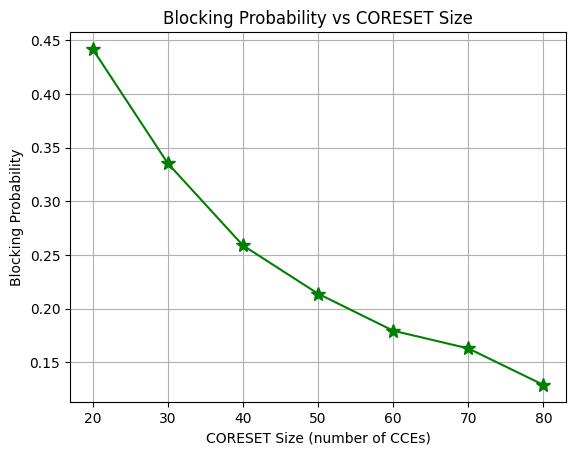 Blocking Probability vs CORESET Size
0.45
0.40
0.35
0.30
0.25
0.20
0.15
Blocking Probability
20 30 40 50 60 70 80
CORESET Size (number of CCEs)